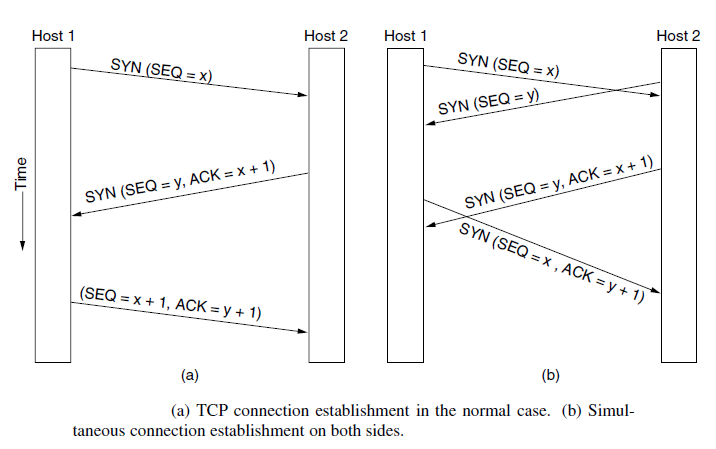 Host 1
Host 2
SYN (SEQ = x)
SYN (SEQ = y, ACK = x + 1)
(SEQ = x + 1, ACK = y + 1)
Time
(a)
Host 1
Host 2
SYN (SEQ = x)
SYN (SEQ = y)
SYN (SEQ = y, ACK = x + 1)
SYN (SEQ = x , ACK = y + 1)
(b)
(a) TCP connection establishment in the normal case. (b) Simul-
taneous connection establishment on both sides.